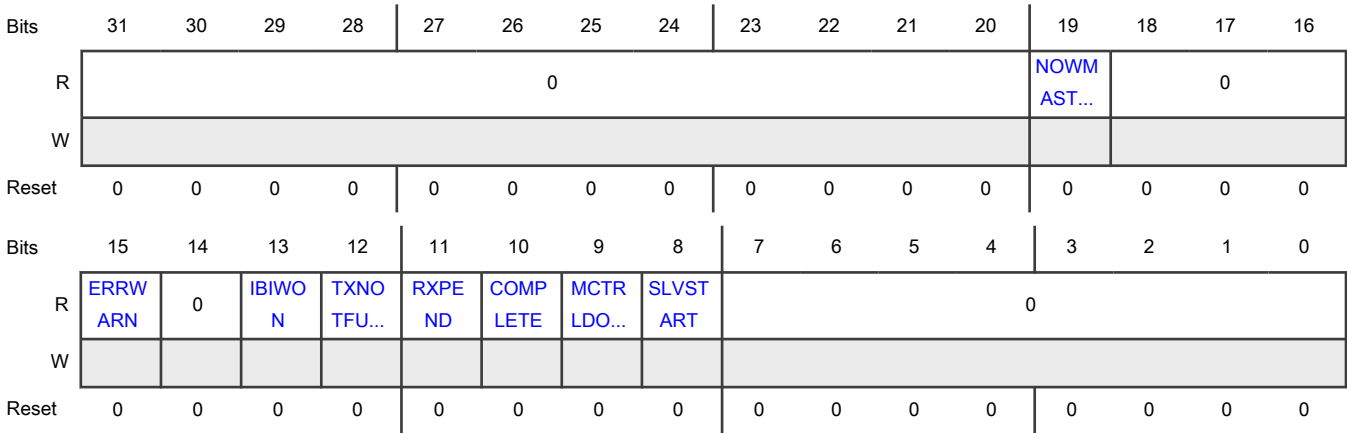 Bits 31 30 29 28 27 26 25 24 23 22 21 20 19 18 17 16
R 0 NOWM 0
AST...
W
Reset 0 0 0 0 0 0 0 0 0 0 0 0 0 0 0 0
Bits 15 14 13 12 11 10 9 8 7 6 5 4 3 2 1 0
R ERRW 0 IBIWO TXNO RXPE COMP MCTR SLVST 0
ARN N TFU... ND LETE LDO... ART
W
Reset 0 0 0 0 0 0 0 0 0 0 0 0 0 0 0 0